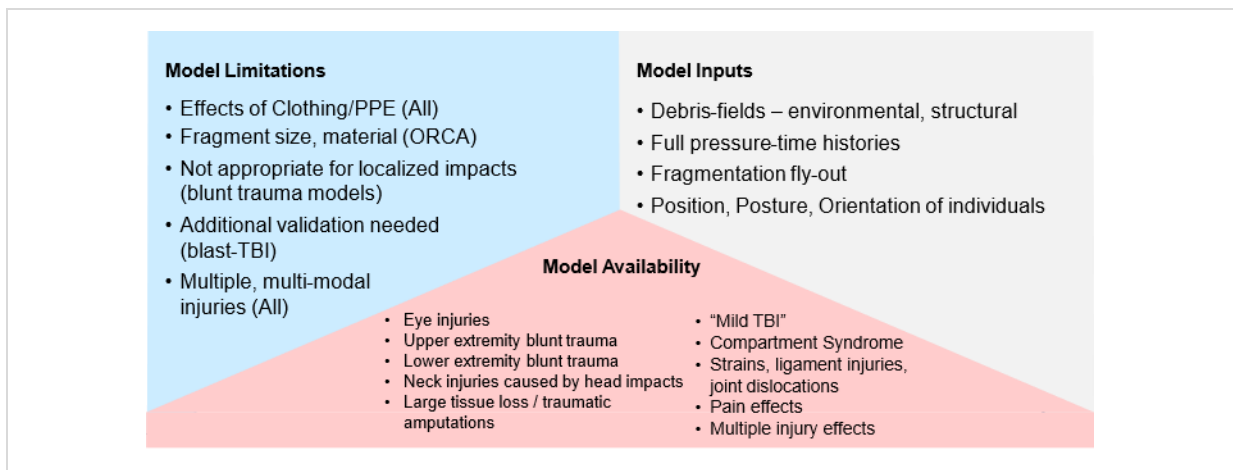 Model Limitations
• Effects of Clothing/PPE (All)
• Fragment size, material (ORCA)
• Not appropriate for localized impacts
(blunt trauma models)
• Additional validation needed
(blast-TBI)
• Multiple, multi-modal
injuries (All)
Model Inputs
• Debris-fields – environmental, structural
• Full pressure-time histories
• Fragmentation fly-out
• Position, Posture, Orientation of individuals
Model Availability
• Eye injuries
• Upper extremity blunt trauma
• Lower extremity blunt trauma
• Neck injuries caused by head impacts
• Large tissue loss / traumatic
amputations
• “Mild TBI”
• Compartment Syndrome
• Strains, ligament injuries,
joint dislocations
• Pain effects
• Multiple injury effects